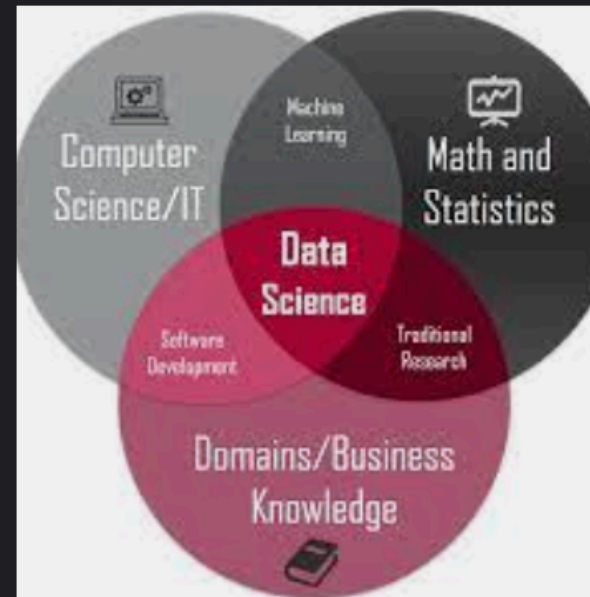 Machine
Learning
Computer
Science/IT
Math and
Statistics
Data
Science
Software
Development
Traditional
Research
Domains/Business
Knowledge